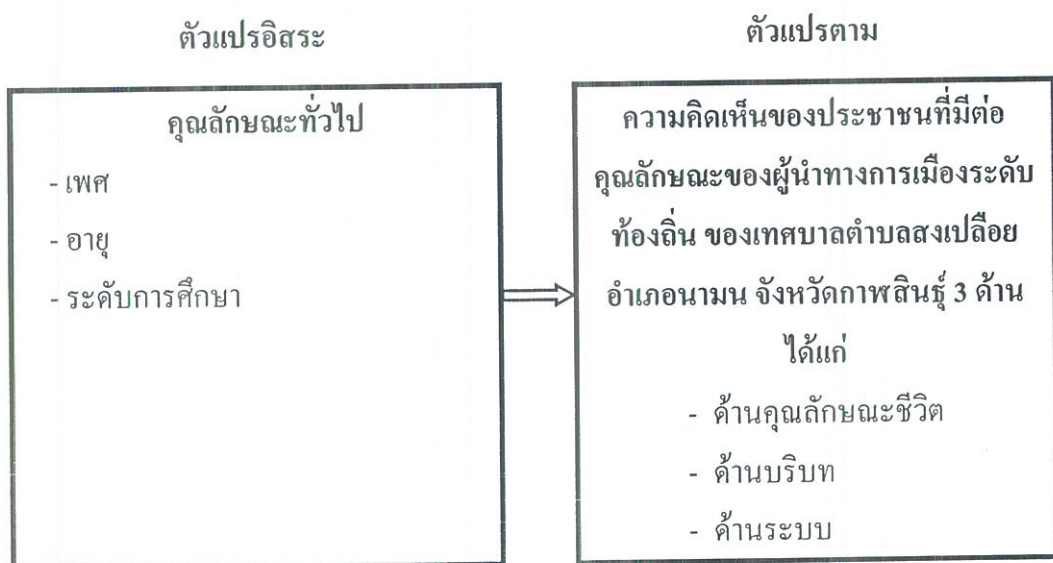 ตัวแปรอิสระ
ตัวแปรตาม
คุณลักษณะทั่วไป
- เพศ
- อายุ
- ระดับการศึกษา
ความคิดเห็นของประชาชนที่มีต่อ
คุณลักษณะของผู้นำทางการเมืองระดับ
ท้องถิ่น ของเทศบาลตำบลสงเปลือย
อำเภอนามน จังหวัดกาฬสินธุ์ 3 ด้าน
ได้แก่
- ด้านคุณลักษณะชีวิต
- ด้านบริบท
- ด้านระบบ